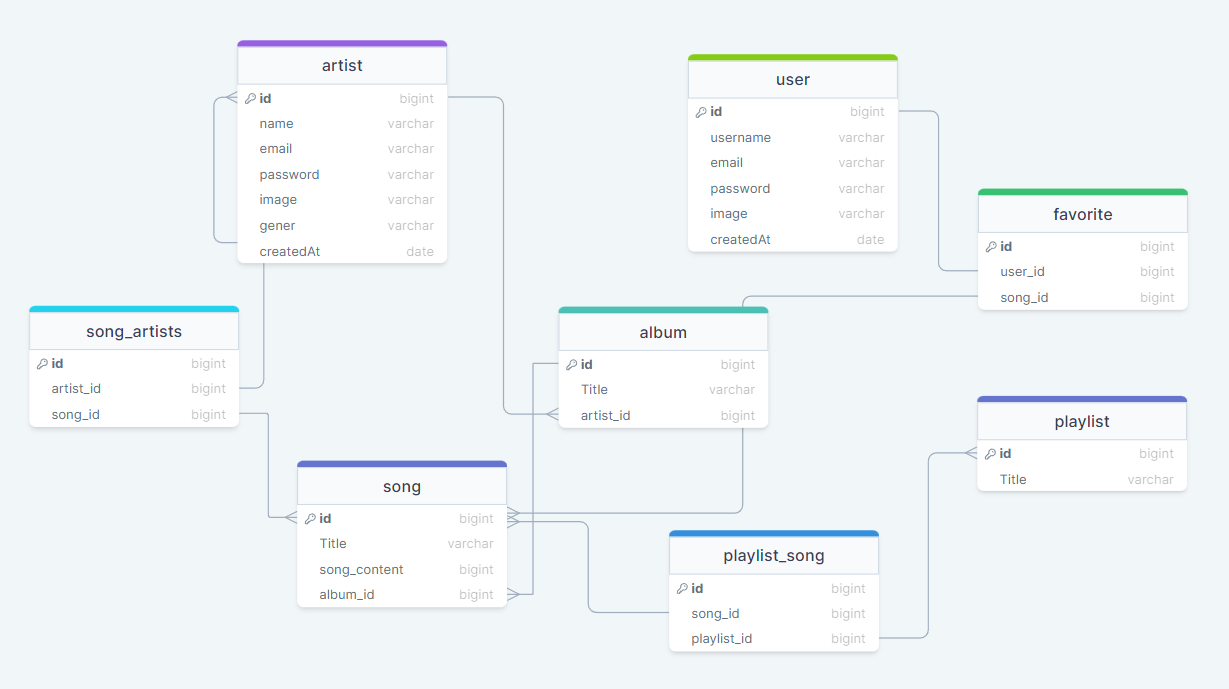 artist
id bigint
name varchar
email varchar
password varchar
image varchar
gener varchar
createdAt date
user
id bigint
username varchar
email varchar
password varchar
image varchar
createdAt date
favorite
id bigint
user_id bigint
song_id bigint
song_artists
id bigint
artist_id bigint
song_id bigint
album
id bigint
Title varchar
artist_id bigint
playlist
id bigint
Title varchar
song
id bigint
Title varchar
song_content bigint
album_id bigint
playlist_song
id bigint
song_id bigint
playlist_id bigint